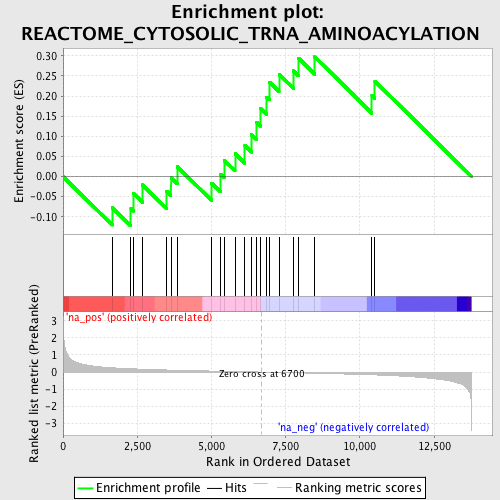 Enrichment plot:
REACTOME_CYTOSOLIC_TRNA_AMINOACYLATION
Enrichment score (ES)
0.30
0.25
0.20
0.15
0.10
0.05
0.00
-0.05
-0.10
'na_pos' (positively correlated)
Ranked list metric (PreRanked)
3
2
1
0
-1
-2
-3
Zero cross at 6700
'na_neg' (negatively correlated)
0
2,500
5,000
7,500
10,000
12,500
Rank in Ordered Dataset
Enrichment profile
Hits
Ranking metric scores